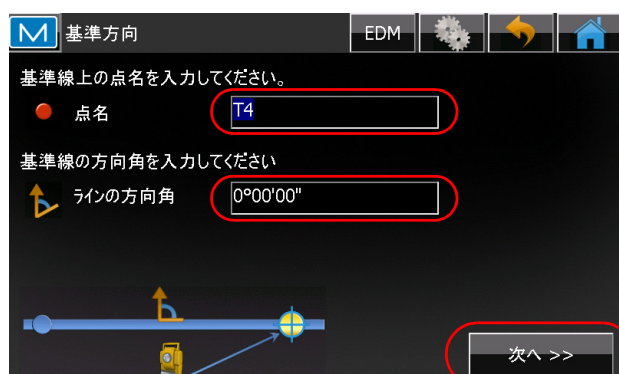 M 基準方向 EDM
基準線上の点名を入力してください。
点名 T4
基準線の方向角を入力してください
ラインの方向角 0°00'00"
次へ >>